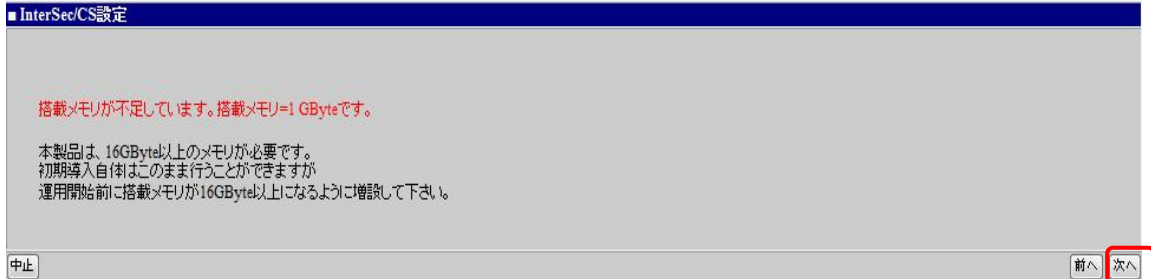 ■InterSec/CS設定
搭載メモリが不足しています。搭載メモリ=1 GByteです。
本製品は、16GByte以上のメモリが必要です。
初期導入自体はこのまま行うことができますが
運用開始前に搭載メモリが16GByte以上になるように増設して下さい。
中止
前へ 次へ